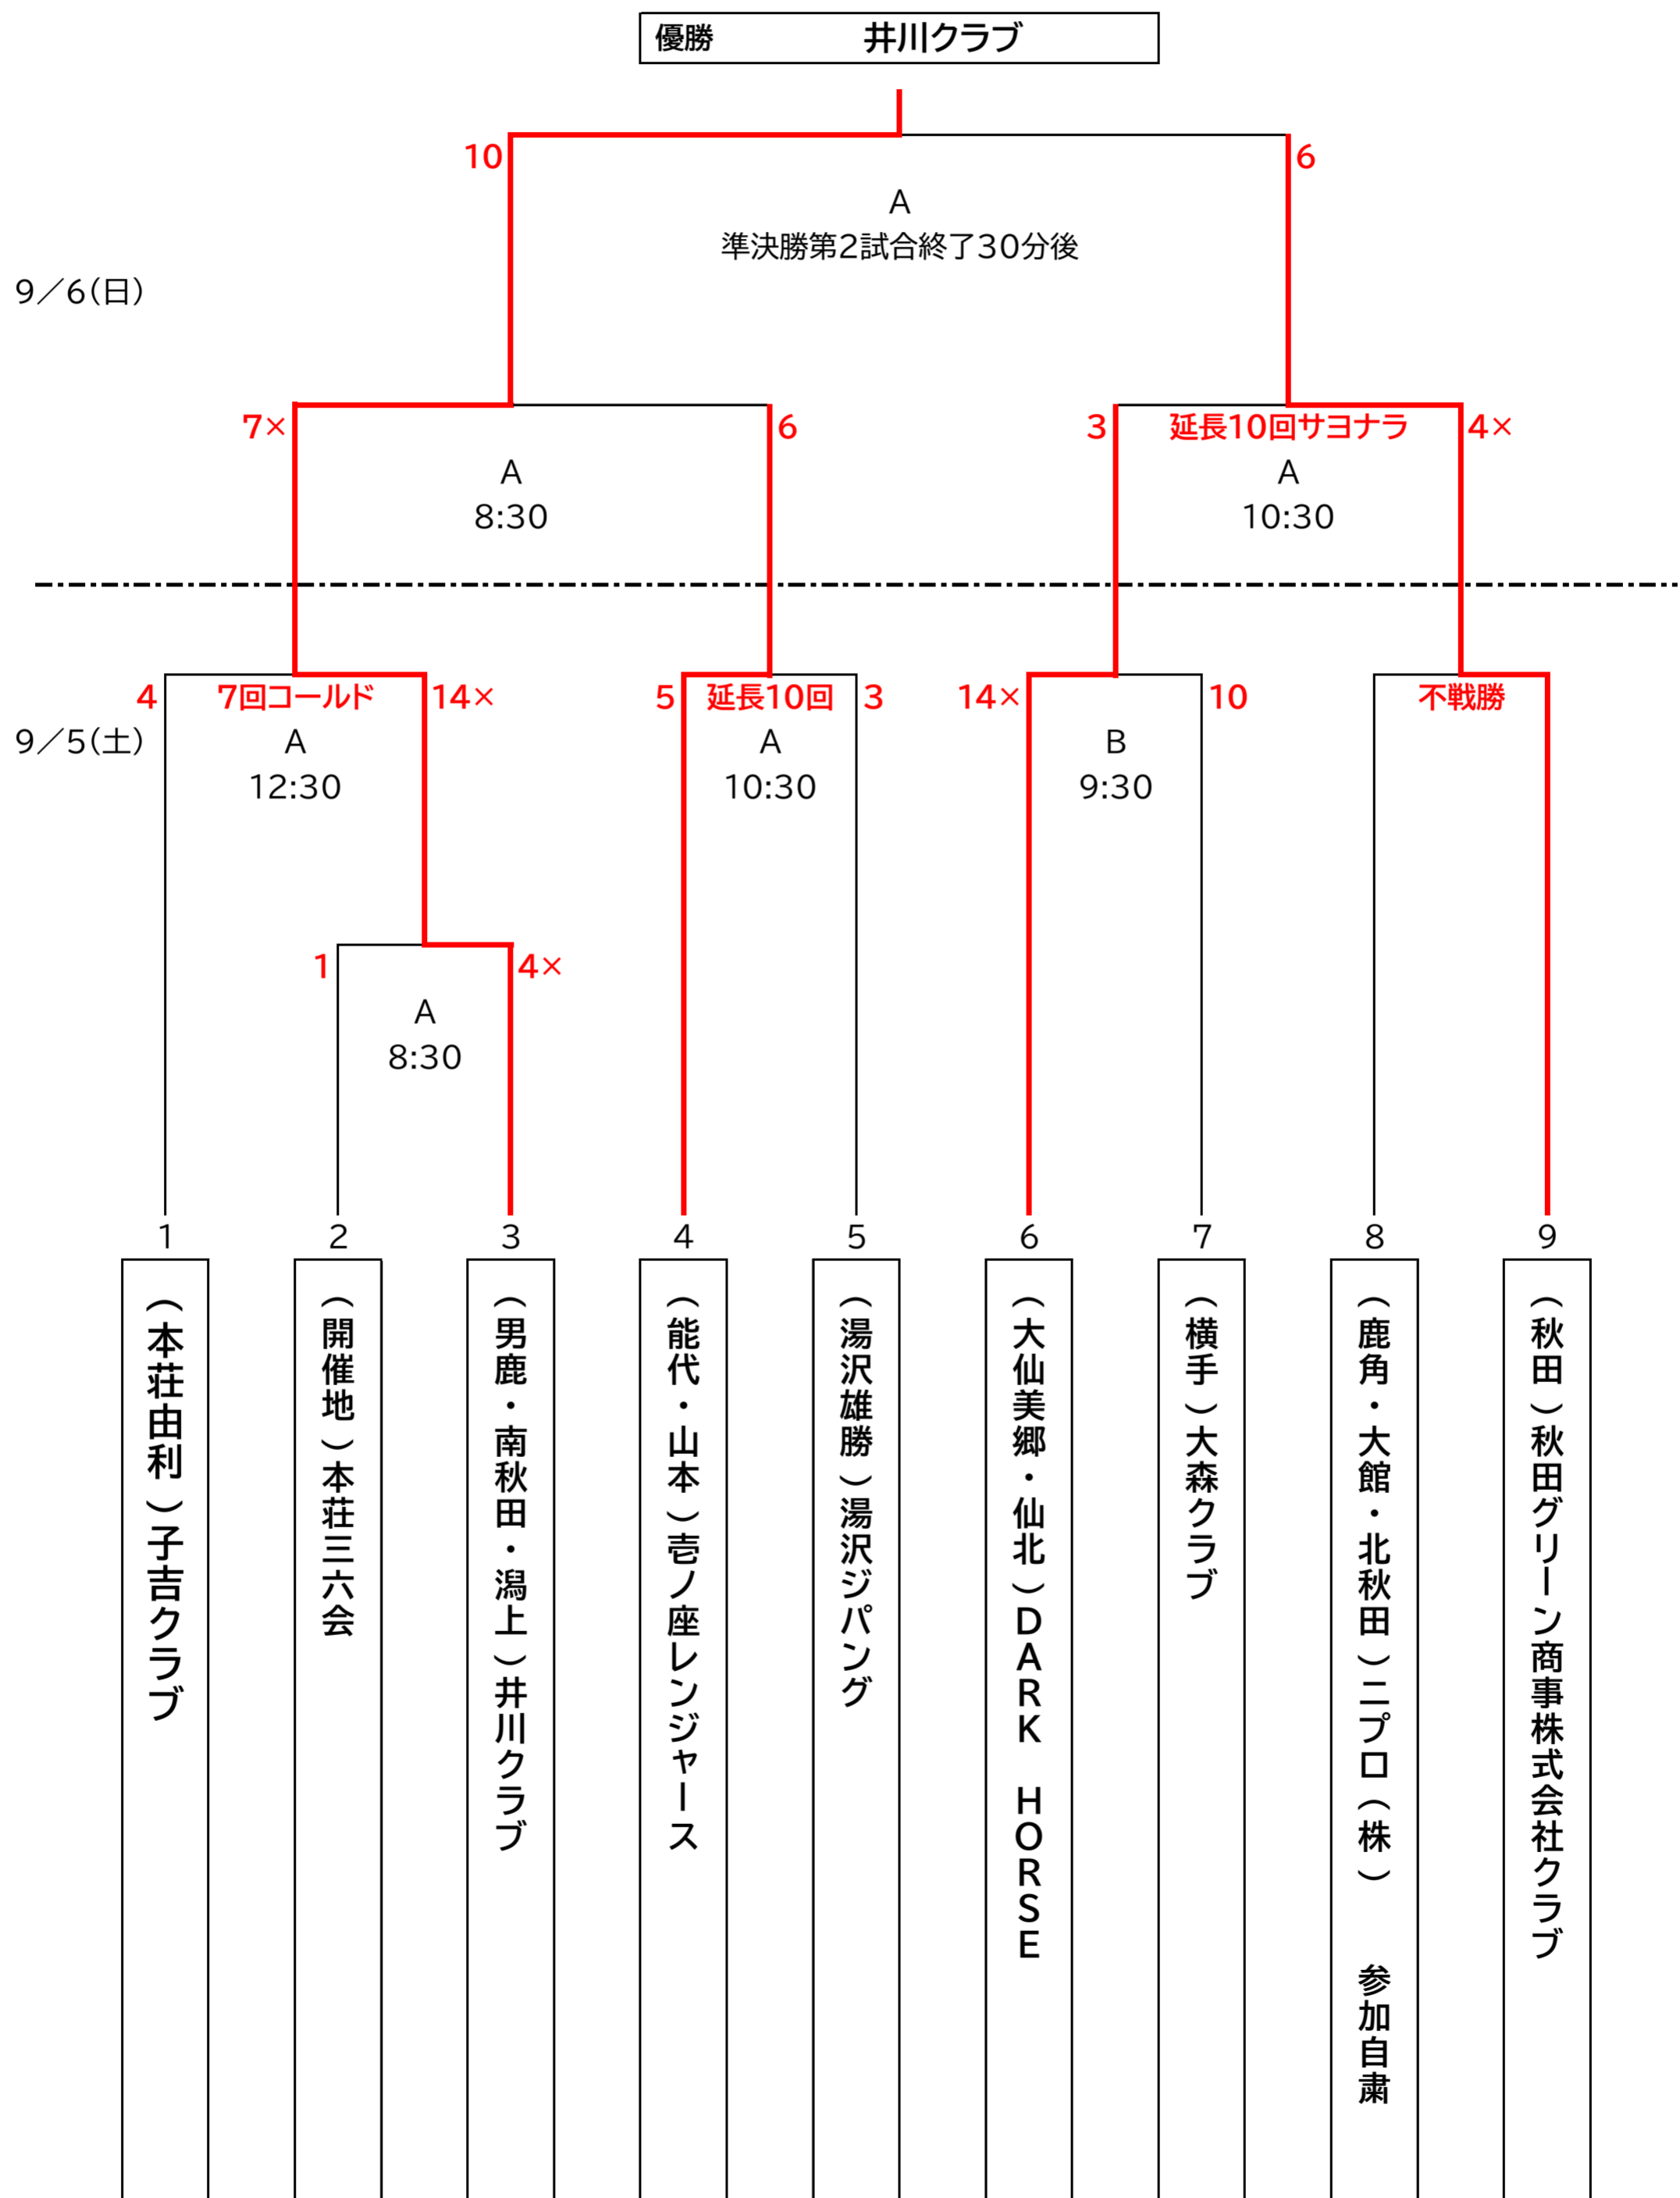 優勝 井川クラブ
10 6
A
準決勝第2試合終了30分後
9／6(日)
7× 6 3 延長10回サヨナラ 4×
A A
8:30 10:30
4 7回コールド 14× 5 延長10回 3 14× 10 不戦勝
9／5(土) A A B
12:30 10:30 9:30
1 4×
A
8:30
1 2 3 4 5 6 7 8 9
（本荘由利）子吉クラブ
（開催地）本荘三六会
（男鹿・南秋田・潟上）井川クラブ
（能代・山本）壱ノ座レンジャース
（湯沢雄勝）湯沢ジパング
（大仙美郷・仙北）DARK HORSE
（横手）大森クラブ
（鹿角・大館・北秋田）ニプロ（株） 参加自粛
（秋田）秋田グリーン商事株式会社クラブ